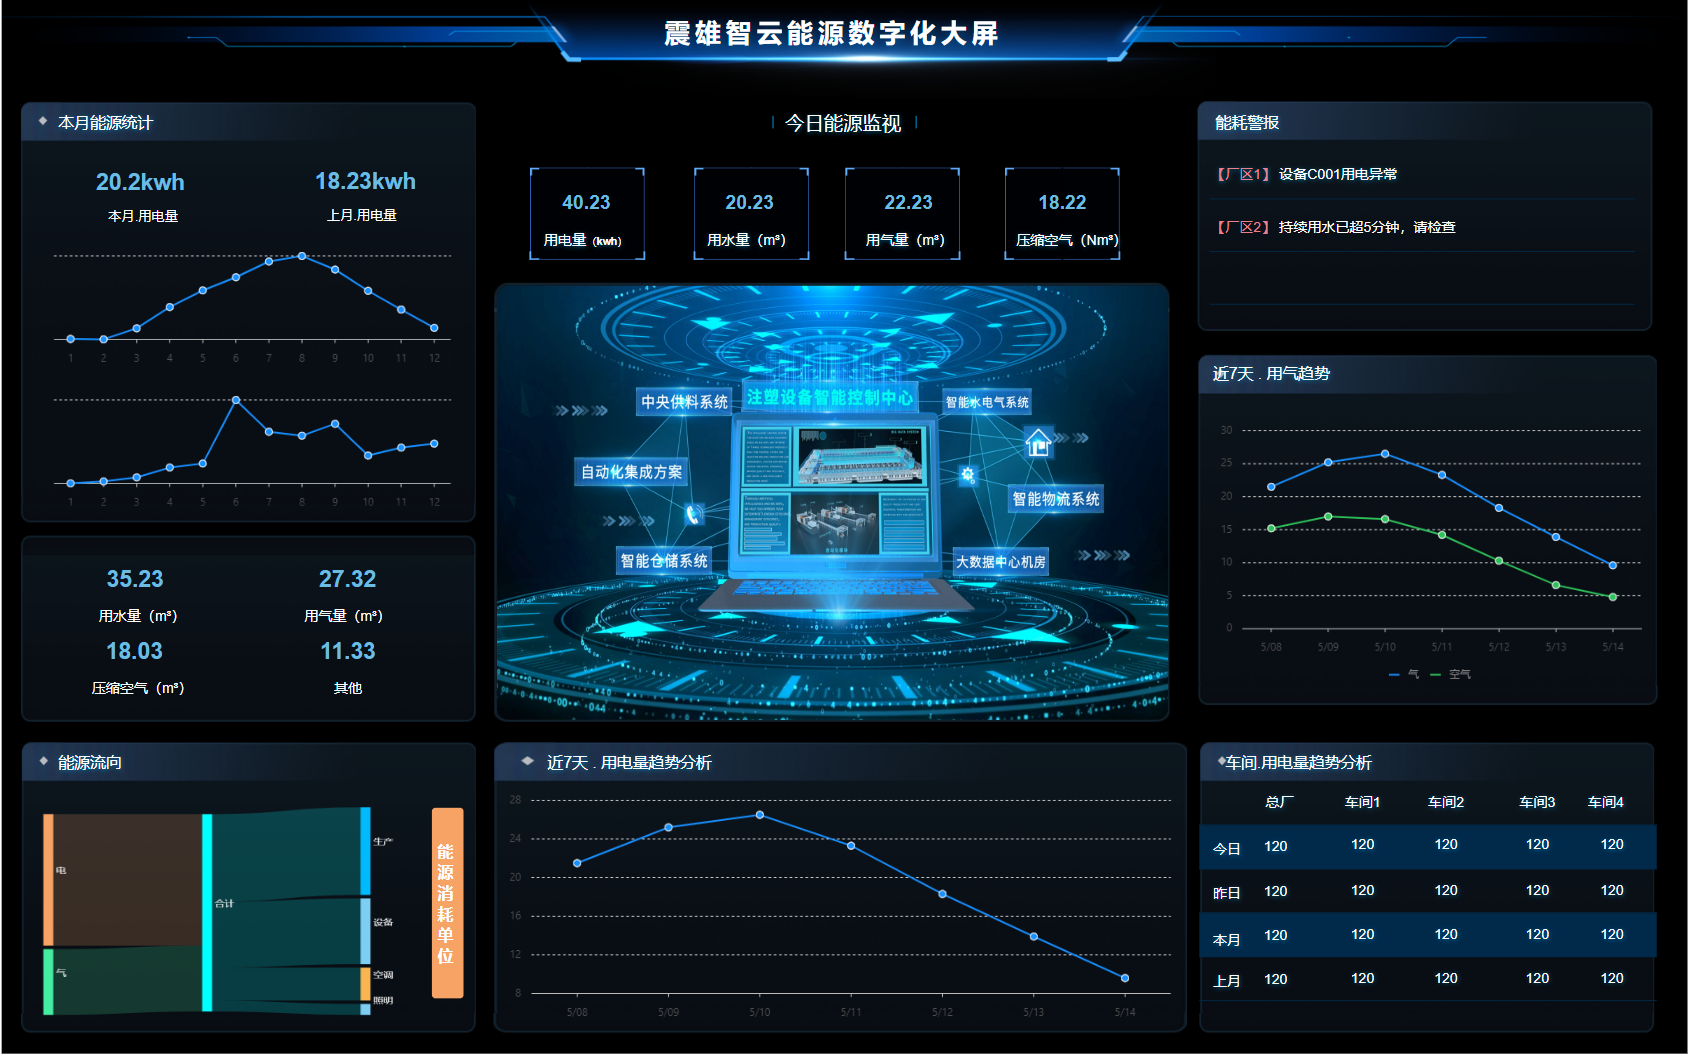 震雄智云能源数字化大屏
本月能源统计
20.2kwh
18.23kwh
本月.用电量
上月.用电量
1 2 3 4 5 6 7 8 9 10 11 12
1 2 3 4 5 6 7 8 9 10 11 12
35.23
27.32
用水量（m³）
用气量（m³）
18.03
11.33
压缩空气（m³）
其他
能源流向
电
气
合计
生产
设备
空调
照明
能源消耗单位
今日能源监视
40.23
20.23
22.23
18.22
用电量（kwh）
用水量（m³）
用气量（m³）
压缩空气（Nm³）
中央供料系统
注塑设备智能控制中心
智能水电气系统
自动化集成方案
智能物流系统
智能仓储系统
大数据中心机房
近7天 . 用电量趋势分析
28
24
20
16
12
8
5/08 5/09 5/10 5/11 5/12 5/13 5/14
能耗警报
【厂区1】 设备C001用电异常
【厂区2】 持续用水已超5分钟，请检查
近7天 . 用气趋势
30
25
20
15
10
5
0
5/08 5/09 5/10 5/11 5/12 5/13 5/14
气 空气
车间.用电量趋势分析
总厂 车间1 车间2 车间3 车间4
今日 120 120 120 120 120
昨日 120 120 120 120 120
本月 120 120 120 120 120
上月 120 120 120 120 120